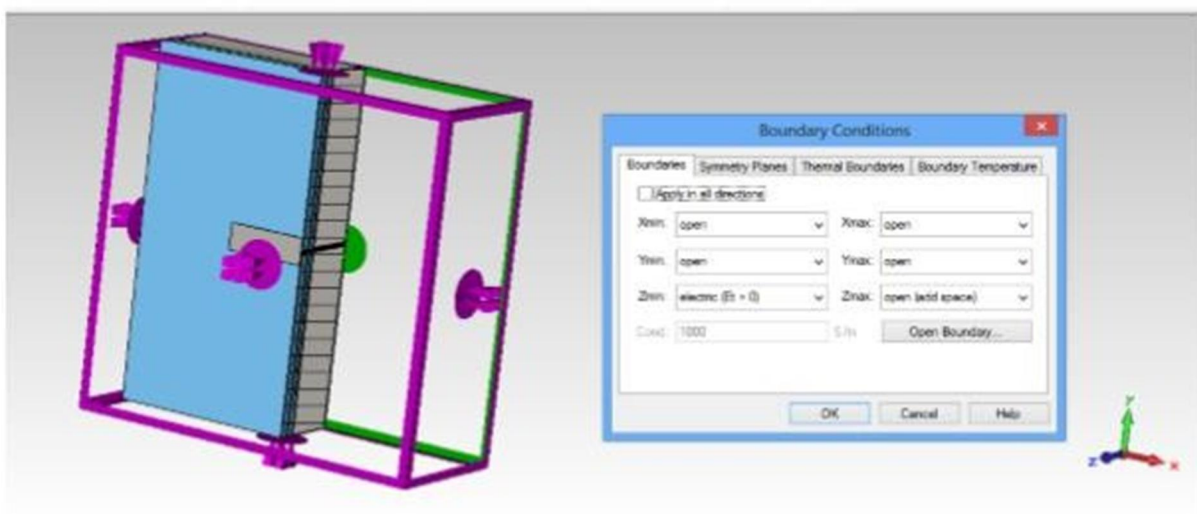 Boundary Conditions
Boundaries Symmetry Planes Thermal Boundaries Boundary Temperature
Apply in all directions
Xmin: open Xmax: open
Ymin: open Ymax: open
Zmin: electric (Et = 0) Zmax: open (add space)
Cond: 1000 S/m Open Boundary...
OK Cancel Help
y
z x